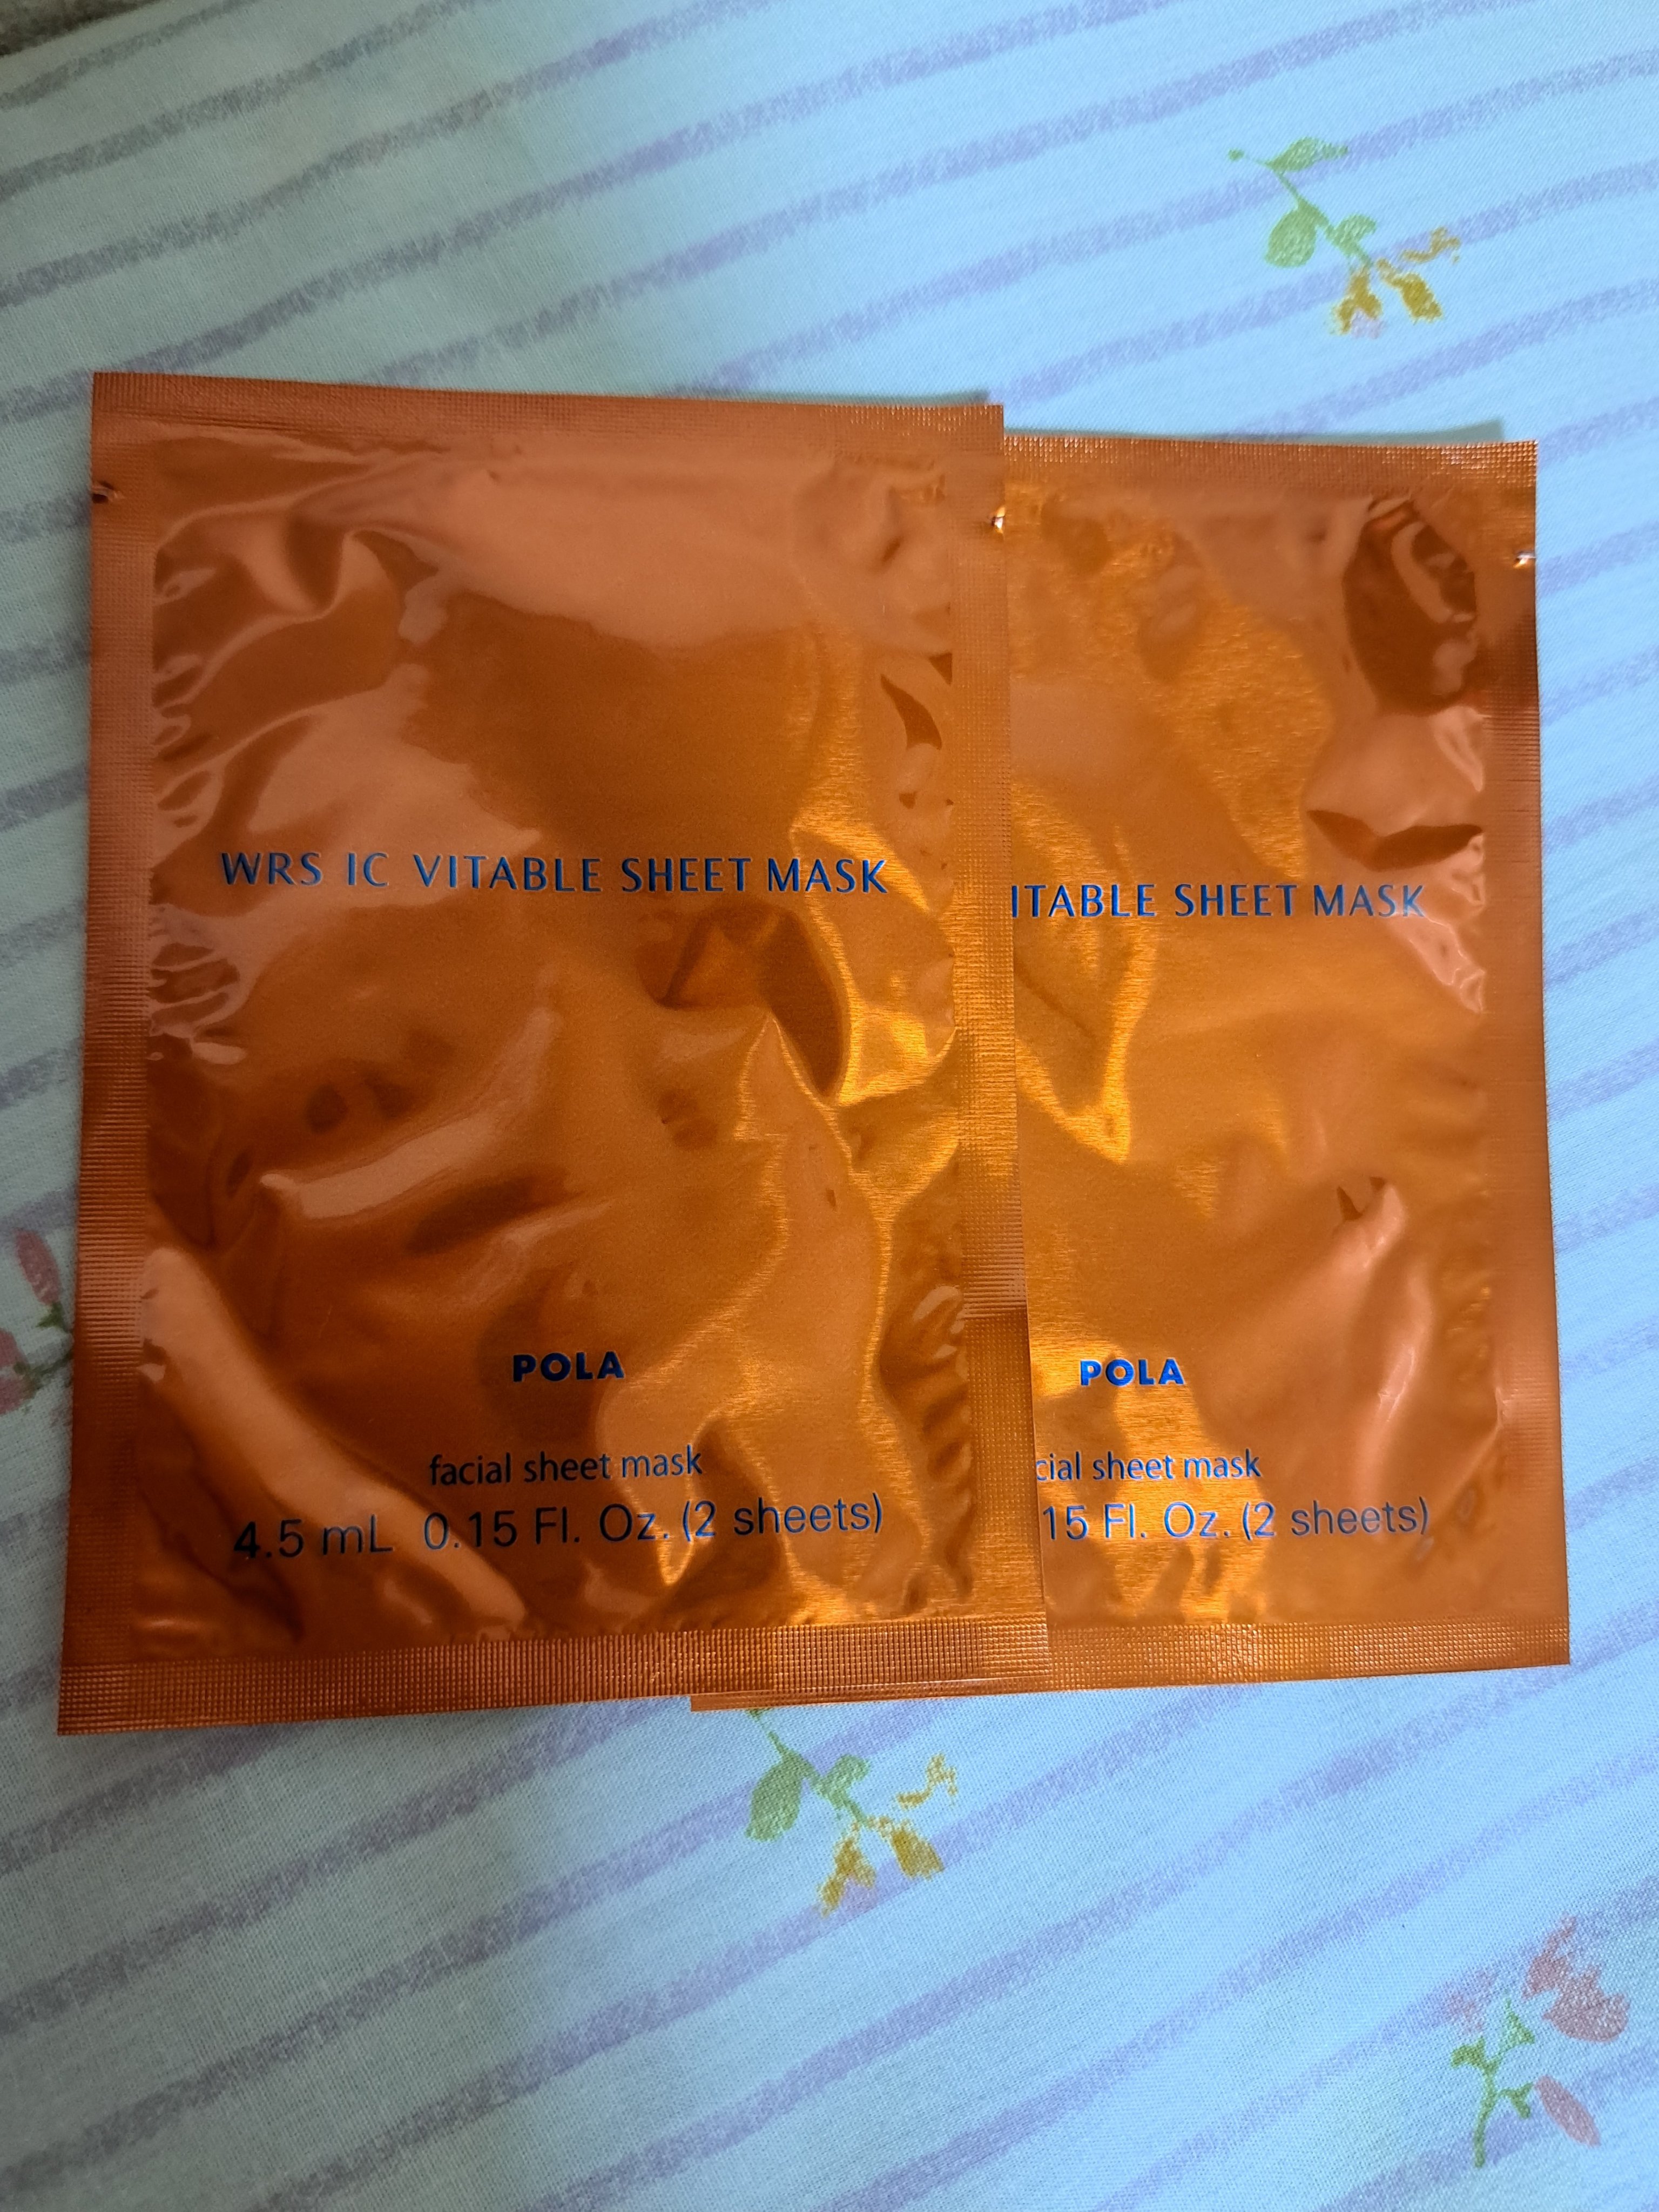 WRS IC VITABLE SHEET MASK
POLA
facial sheet mask
4.5 mL 0.15 Fl. Oz. (2 sheets)
ITABLE SHEET MASK
POLA
cial sheet mask
15 Fl. Oz. (2 sheets)